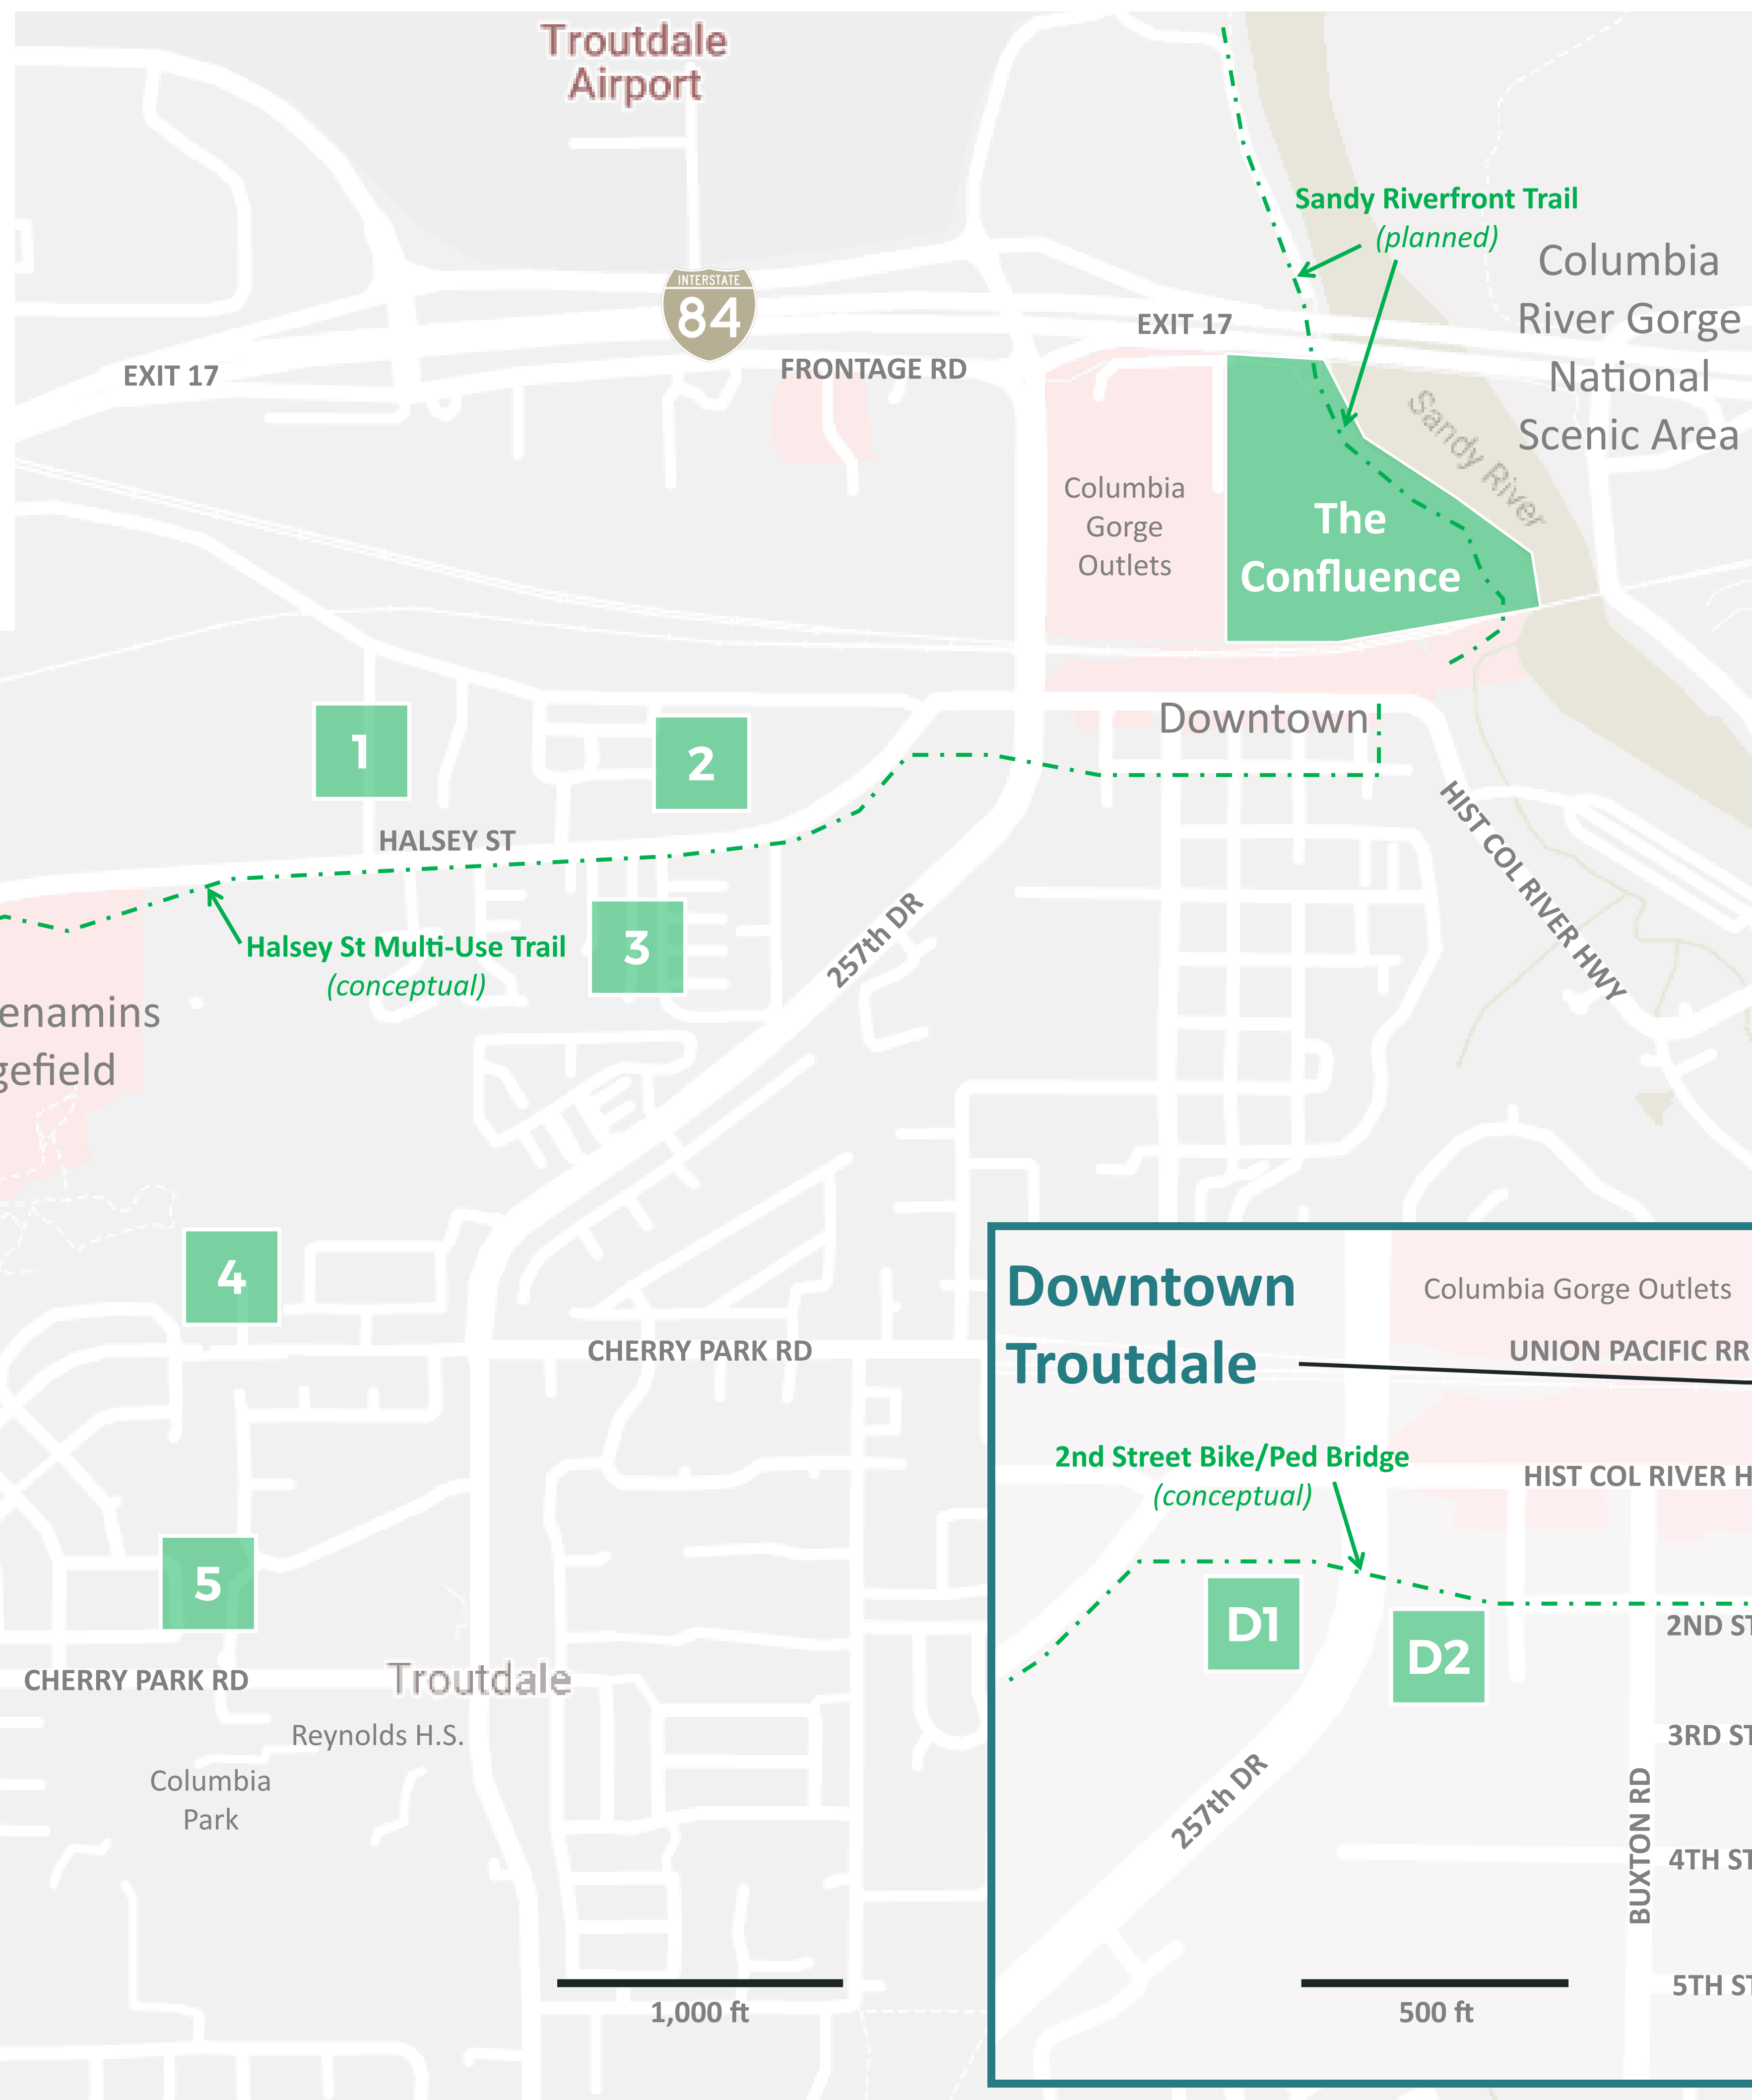 Troutdale
Airport
Sandy Riverfront Trail
(planned)
Columbia
River Gorge
National
Scenic Area
INTERSTATE
84
EXIT 17
EXIT 17
FRONTAGE RD
Sandy River
Columbia
Gorge
Outlets
The
Confluence
Downtown
1
2
HALSEY ST
HIST COL RIVER HWY
257th DR
3
Halsey St Multi-Use Trail
(conceptual)
enamins
gefield
4
CHERRY PARK RD
5
CHERRY PARK RD
Troutdale
Reynolds H.S.
Columbia
Park
1,000 ft
Downtown
Troutdale
Columbia Gorge Outlets
UNION PACIFIC RR
2nd Street Bike/Ped Bridge
(conceptual)
HIST COL RIVER H
D1
D2
2ND ST
3RD ST
257th DR
BUXTON RD
4TH ST
5TH ST
500 ft